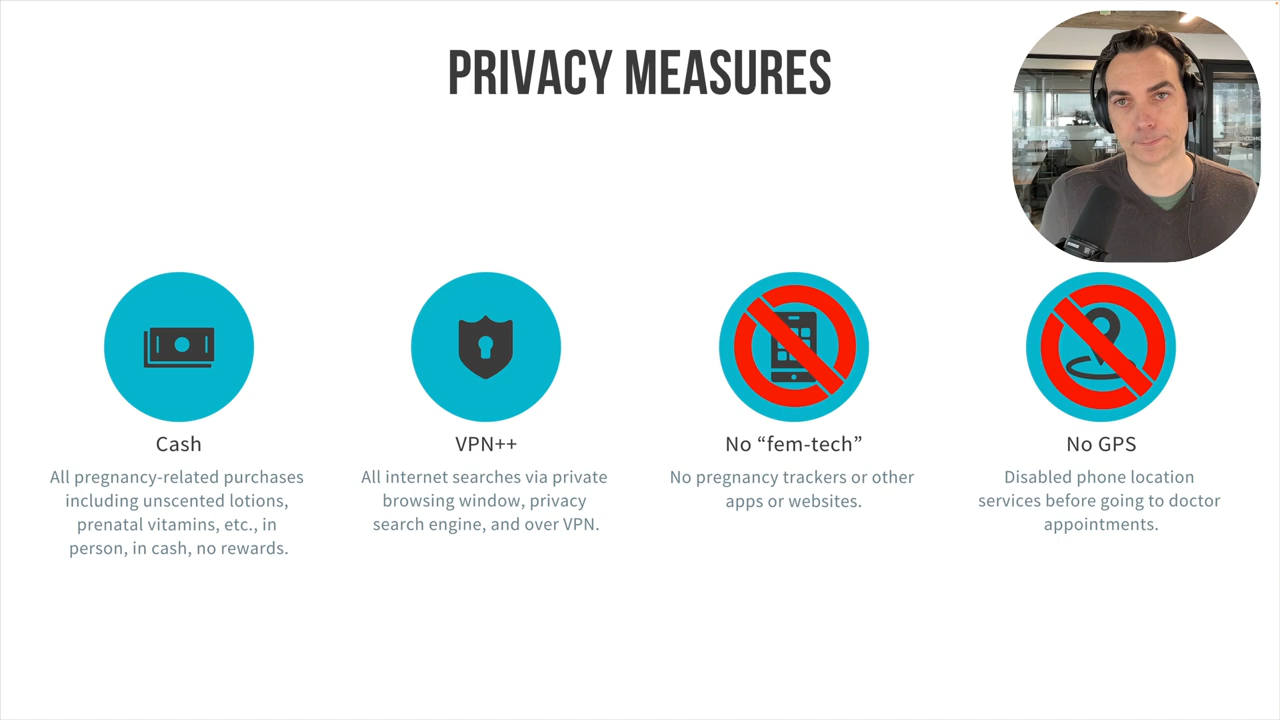 PRIVACY MEASURES
Cash
All pregnancy-related purchases
including unscented lotions,
prenatal vitamins, etc., in
person, in cash, no rewards.
VPN++
All internet searches via private
browsing window, privacy
search engine, and over VPN.
No “fem-tech”
No pregnancy trackers or other
apps or websites.
No GPS
Disabled phone location
services before going to doctor
appointments.